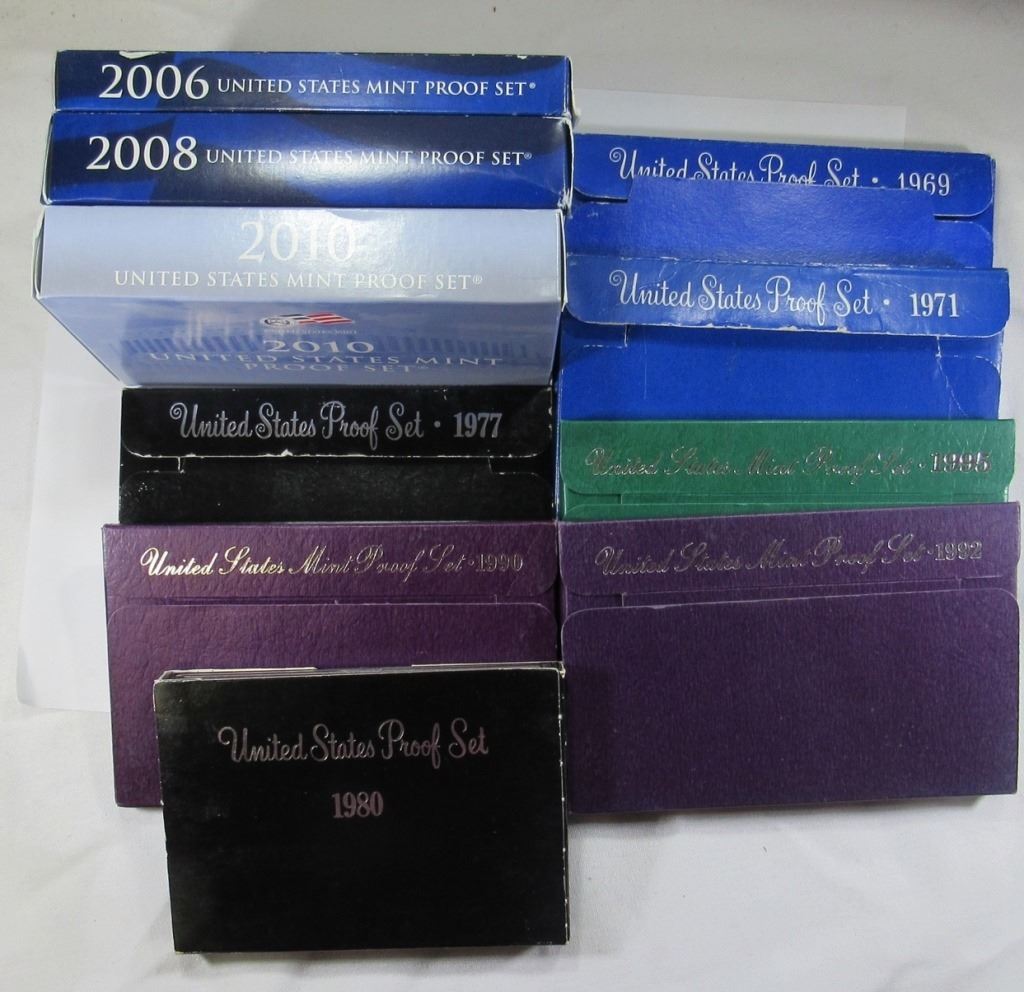 2006 UNITED STATES MINT PROOF SET®
2008 UNITED STATES MINT PROOF SET®
2010
UNITED STATES MINT PROOF SET®
2010
UNITED STATES MINT
PROOF SET®
United States Proof Set • 1969
United States Proof Set • 1971
United States Proof Set • 1977
United States Mint Proof Set • 1995
United States Mint Proof Set • 1990
United States Mint Proof Set • 1992
United States Proof Set
1980